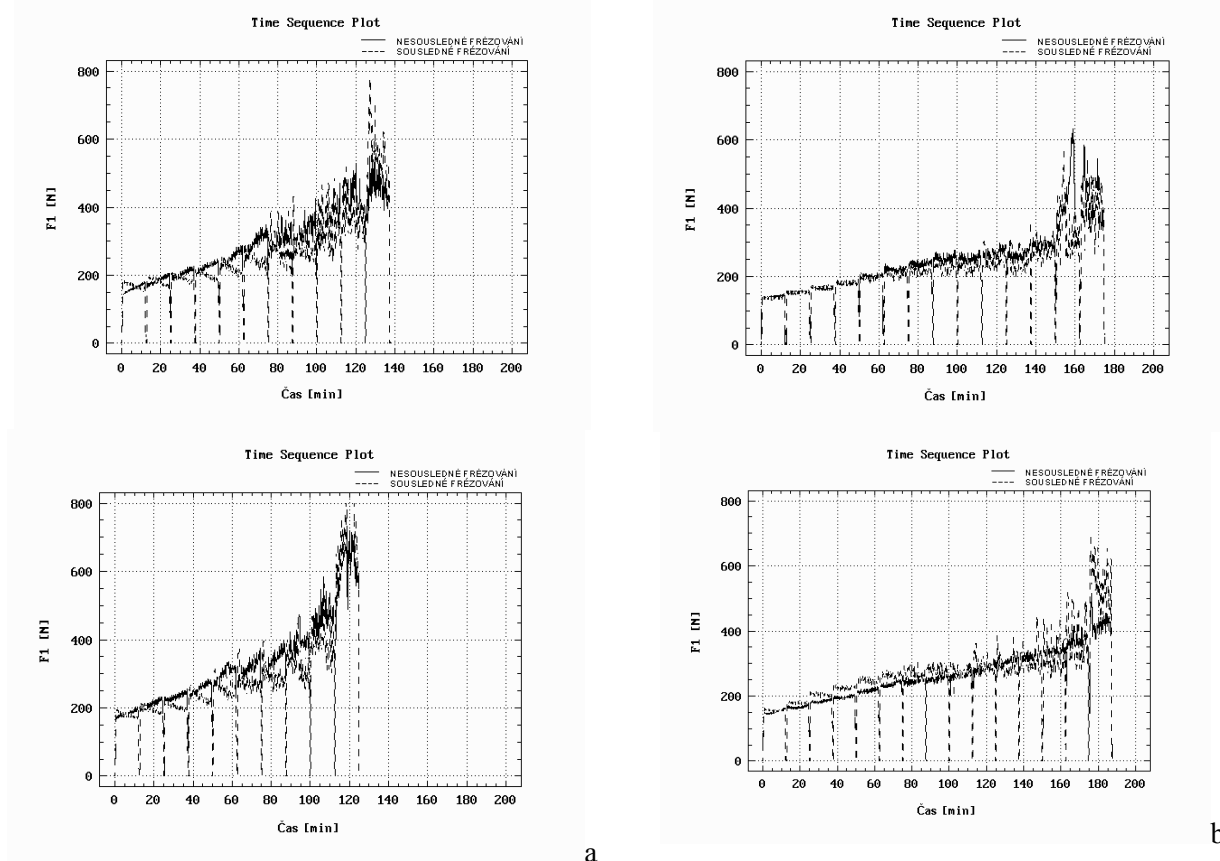 Time Sequence Plot
NESOUSLEDNÉ FRÉZOVÁNÍ
SOUSLEDNÉ FRÉZOVÁNÍ
800
600
400
200
0
F1 [N]
0 20 40 60 80 100 120 140 160 180 200
Čas [min]
Time Sequence Plot
NESOUSLEDNÉ FRÉZOVÁNÍ
SOUSLEDNÉ FRÉZOVÁNÍ
800
600
400
200
0
F1 [N]
0 20 40 60 80 100 120 140 160 180 200
Čas [min]
Time Sequence Plot
NESOUSLEDNÉ FRÉZOVÁNÍ
SOUSLEDNÉ FRÉZOVÁNÍ
800
600
400
200
0
F1 [N]
0 20 40 60 80 100 120 140 160 180 200
Čas [min]
a
Time Sequence Plot
NESOUSLEDNÉ FRÉZOVÁNÍ
SOUSLEDNÉ FRÉZOVÁNÍ
800
600
400
200
0
F1 [N]
0 20 40 60 80 100 120 140 160 180 200
Čas [min]
b